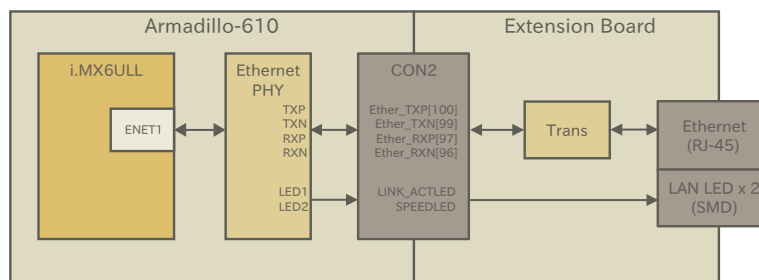 Armadillo-610
Extension Board
i.MX6ULL
ENET1
Ethernet
PHY
TXP
TXN
RXP
RXN
LED1
LED2
CON2
Ether_TXP[100]
Ether_TXN[99]
Ether_RXP[97]
Ether_RXN[96]
LINK_ACTLED
SPEEDLED
Trans
Ethernet
(RJ-45)
LAN LED x 2
(SMD)